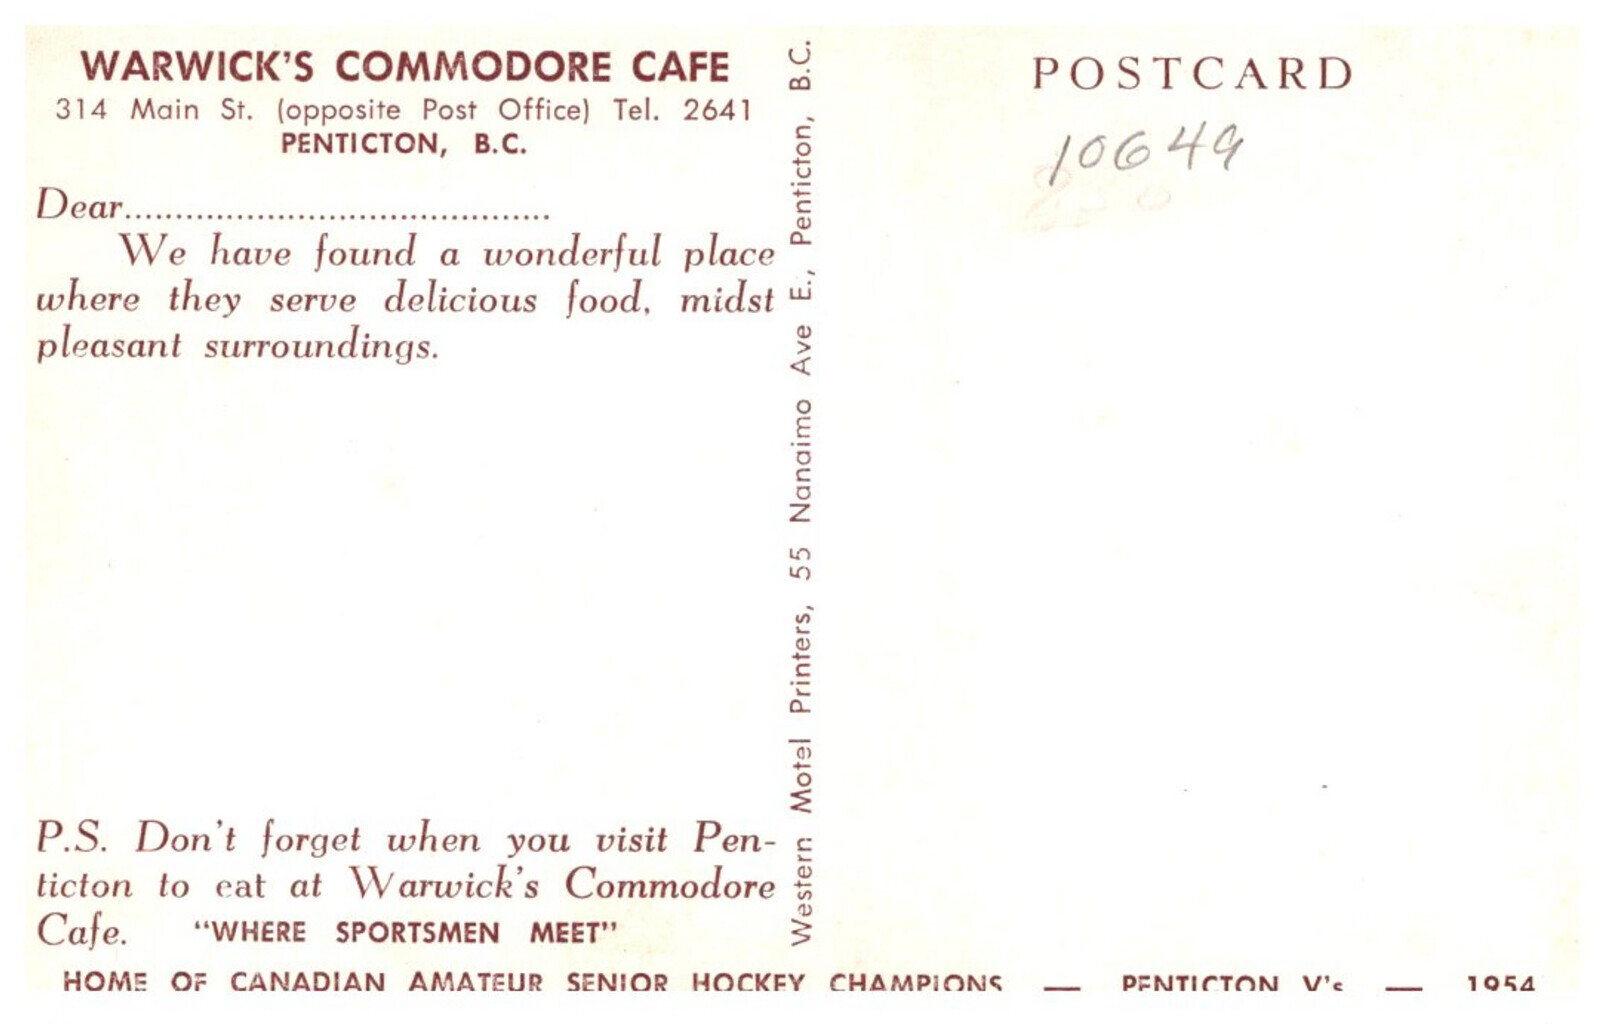 WARWICK'S COMMODORE CAFE
314 Main St. (opposite Post Office) Tel. 2641
PENTICTON, B.C.
Dear..........................................
We have found a wonderful place
where they serve delicious food, midst
pleasant surroundings.
P.S. Don't forget when you visit Pen-
ticton to eat at Warwick's Commodore
Cafe. "WHERE SPORTSMEN MEET"
HOME OF CANADIAN AMATEUR SENIOR HOCKEY CHAMPIONS — PENTICTON V's — 1954
Western Motel Printers, 55 Nanaimo Ave E., Penticton, B.C.
POSTCARD
10649